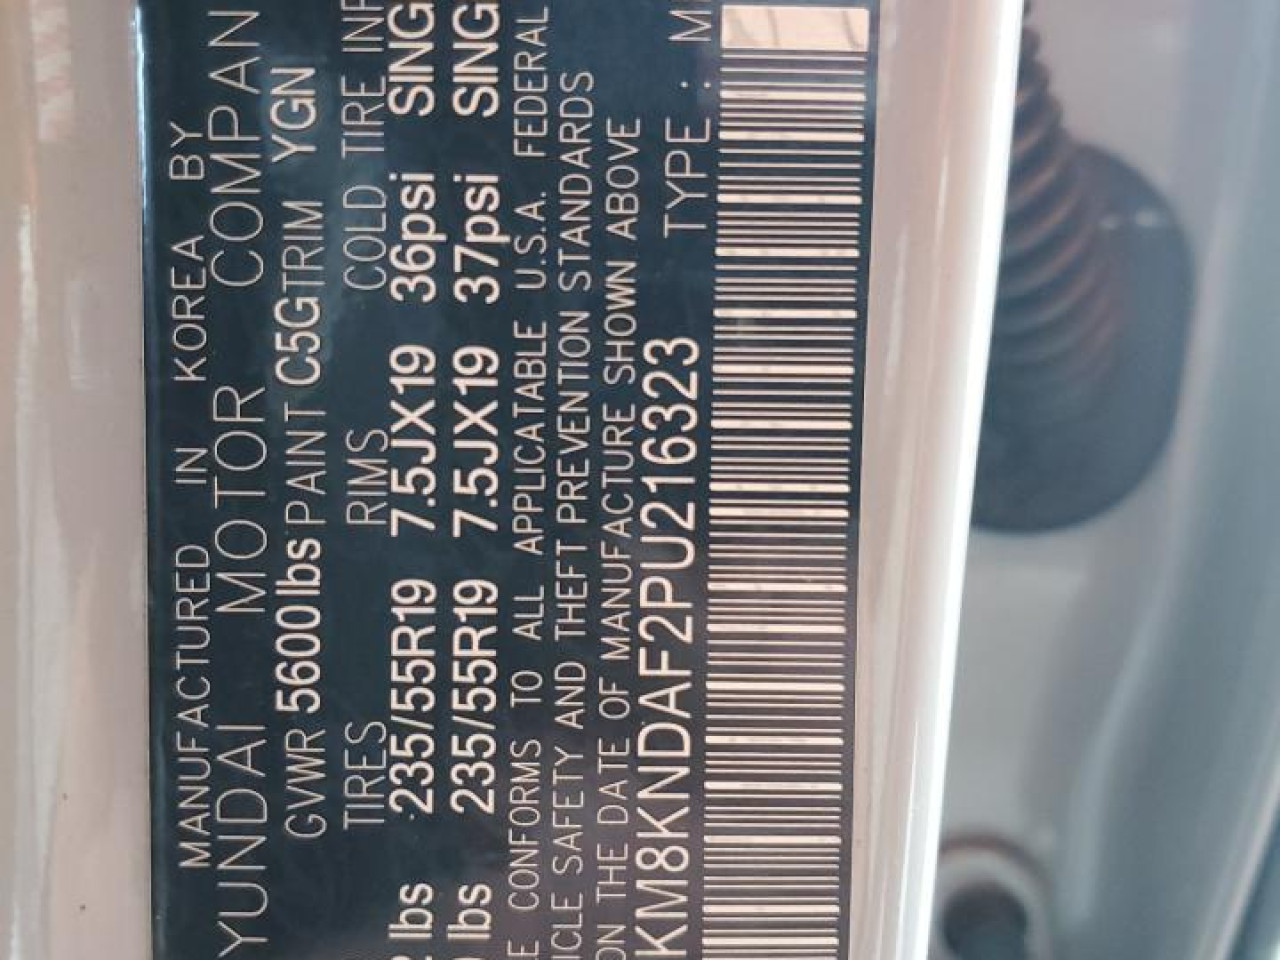 MANUFACTURED IN KOREA BY
YUNDAI MOTOR COMPAN
GVWR 5600lbs PAINT C5G TRIM YGN
TIRES RIMS COLD TIRE INF
lbs 235/55R19 7.5JX19 36psi SING
lbs 235/55R19 7.5JX19 37psi SING
LE CONFORMS TO ALL APPLICATABLE U.S.A. FEDERAL
ICLE SAFETY AND THEFT PREVENTION STANDARDS
ON THE DATE OF MANUFACTURE SHOWN ABOVE
KM8KNDAF2PU216323 TYPE :